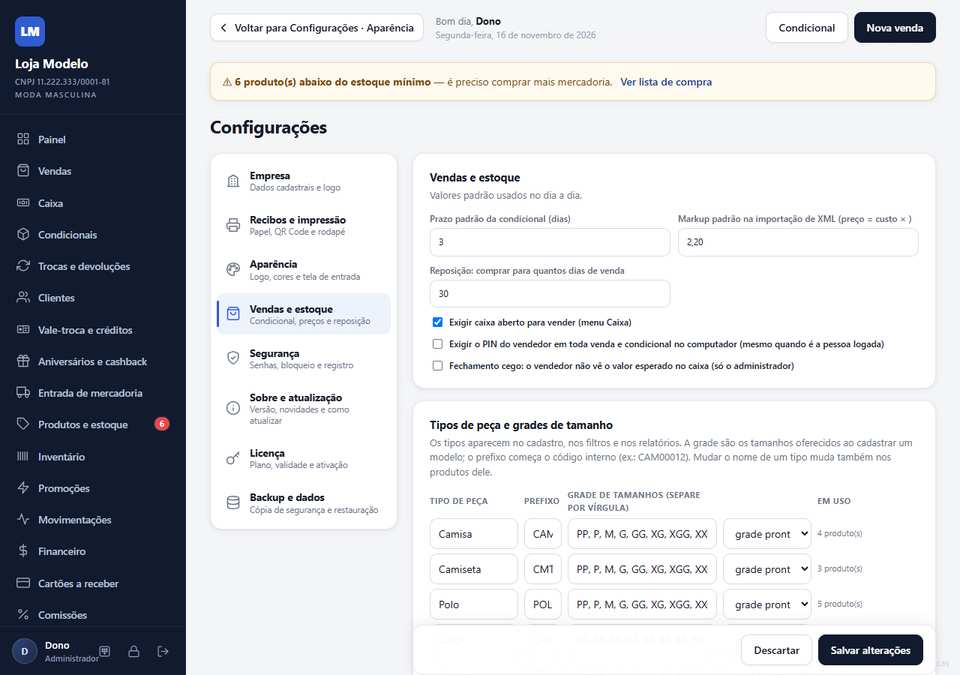 LM
Loja Modelo
CNPJ 11.222.333/0001-81
MODA MASCULINA
Painel
Vendas
Caixa
Condicionais
Trocas e devoluções
Clientes
Vale-troca e créditos
Aniversários e cashback
Entrada de mercadoria
Produtos e estoque 6
Inventário
Promoções
Movimentações
Financeiro
Cartões a receber
Comissões
D
Dono
Administrador
Voltar para Configurações · Aparência
Bom dia, Dono
Segunda-feira, 16 de novembro de 2026
Condicional
Nova venda
⚠ 6 produto(s) abaixo do estoque mínimo — é preciso comprar mais mercadoria. Ver lista de compra
Configurações
Empresa
Dados cadastrais e logo
Recibos e impressão
Papel, QR Code e rodapé
Aparência
Logo, cores e tela de entrada
Vendas e estoque
Condicional, preços e reposição
Segurança
Senhas, bloqueio e registro
Sobre e atualização
Versão, novidades e como
atualizar
Licença
Plano, validade e ativação
Backup e dados
Cópia de segurança e restauração
Vendas e estoque
Valores padrão usados no dia a dia.
Prazo padrão da condicional (dias)
3
Markup padrão na importação de XML (preço = custo × )
2,20
Reposição: comprar para quantos dias de venda
30
Exigir caixa aberto para vender (menu Caixa)
Exigir o PIN do vendedor em toda venda e condicional no computador (mesmo quando é a pessoa logada)
Fechamento cego: o vendedor não vê o valor esperado no caixa (só o administrador)
Tipos de peça e grades de tamanho
Os tipos aparecem no cadastro, nos filtros e nos relatórios. A grade são os tamanhos oferecidos ao cadastrar um
modelo; o prefixo começa o código interno (ex.: CAM00012). Mudar o nome de um tipo muda também nos
produtos dele.
TIPO DE PEÇA PREFIXO GRADE DE TAMANHOS (SEPARE
POR VÍRGULA) EM USO
Camisa CAM PP, P, M, G, GG, XG, XGG, XX grade pront 4 produto(s)
Camiseta CMT PP, P, M, G, GG, XG, XGG, XX grade pront 3 produto(s)
Polo POL PP, P, M, G, GG, XG, XGG, XX grade pront 5 produto(s)
Descartar
Salvar alterações